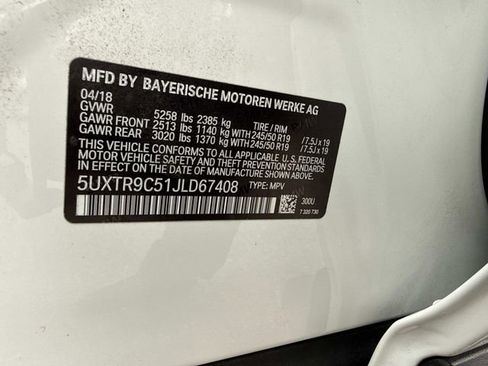 MFD BY BAYERISCHE MOTOREN WERKE AG
04/18
GVWR 5258 lbs 2385 kg TIRE / RIM
GAWR FRONT 2513 lbs 1140 kg WITH 245/50 R19 /7.5J x 19
GAWR REAR 3020 lbs 1370 kg WITH 245/50 R19 /7.5J x 19
THIS VEHICLE CONFORMS TO ALL APPLICABLE U.S. FEDERAL
MOTOR VEHICLE SAFETY AND THEFT PREVENTION STANDARDS
IN EFFECT ON THE DATE OF MANUFACTURE SHOWN ABOVE.
5UXTR9C51JLD67408 TYPE: MPV
300U
7 320 730